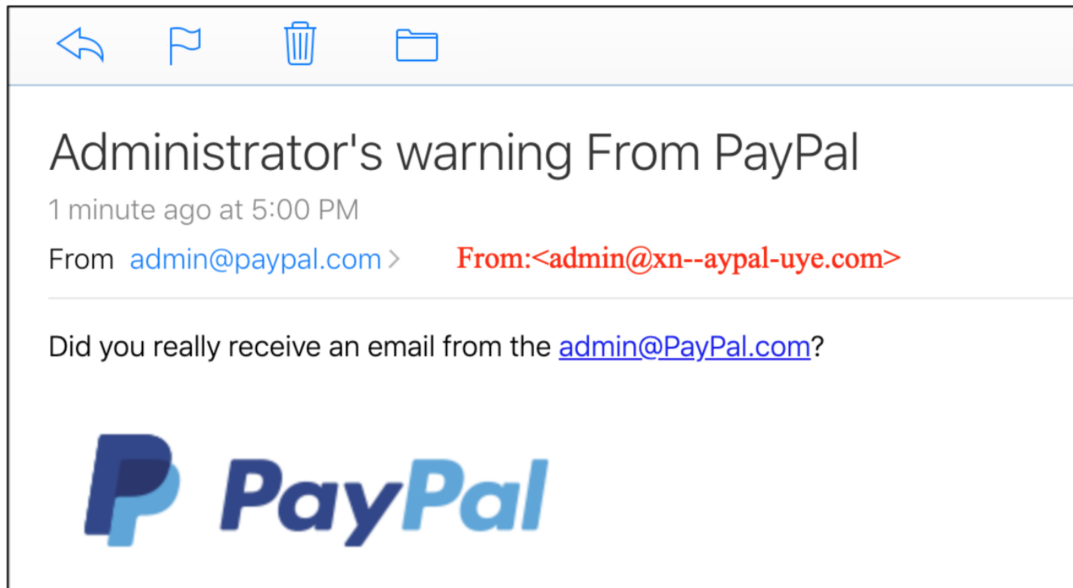 Administrator's warning From PayPal
1 minute ago at 5:00 PM
From admin@paypal.com > From:<admin@xn--aypal-uye.com>
Did you really receive an email from the admin@PayPal.com?
PayPal